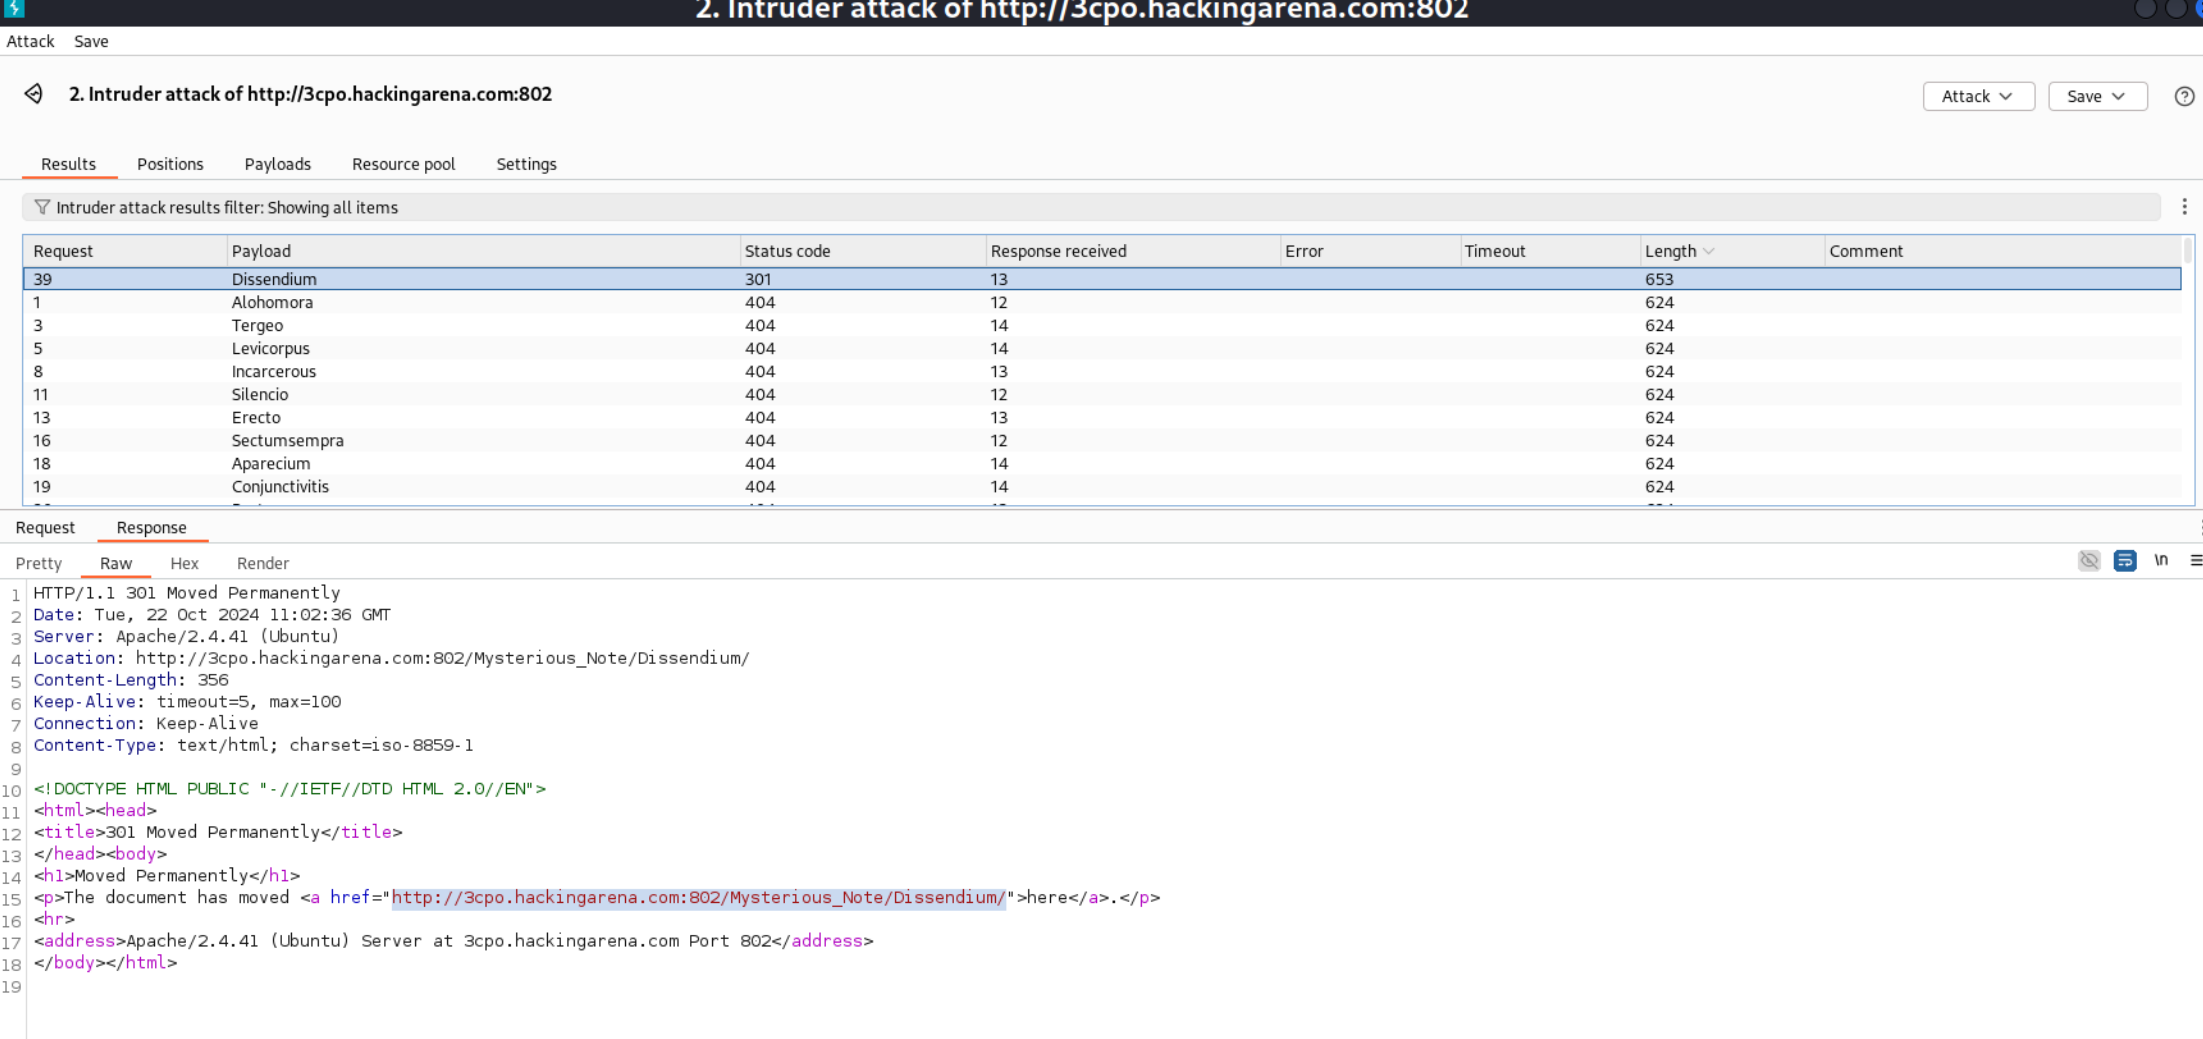 2. Intruder attack of http://3cpo.hackingarena.com:802
Attack Save
2. Intruder attack of http://3cpo.hackingarena.com:802
Attack Save
Results Positions Payloads Resource pool Settings
Intruder attack results filter: Showing all items
Request Payload Status code Response received Error Timeout Length Comment
39 Dissendium 301 13 653
1 Alohomora 404 12 624
3 Tergeo 404 14 624
5 Levicorpus 404 14 624
8 Incarcerous 404 13 624
11 Silencio 404 12 624
13 Erecto 404 13 624
16 Sectumsempra 404 12 624
18 Aparecium 404 14 624
19 Conjunctivitis 404 14 624
Request Response
Pretty Raw Hex Render \n
1 HTTP/1.1 301 Moved Permanently
2 Date: Tue, 22 Oct 2024 11:02:36 GMT
3 Server: Apache/2.4.41 (Ubuntu)
4 Location: http://3cpo.hackingarena.com:802/Mysterious_Note/Dissendium/
5 Content-Length: 356
6 Keep-Alive: timeout=5, max=100
7 Connection: Keep-Alive
8 Content-Type: text/html; charset=iso-8859-1
9
10 <!DOCTYPE HTML PUBLIC "-//IETF//DTD HTML 2.0//EN">
11 <html><head>
12 <title>301 Moved Permanently</title>
13 </head><body>
14 <h1>Moved Permanently</h1>
15 <p>The document has moved <a href="http://3cpo.hackingarena.com:802/Mysterious_Note/Dissendium/">here</a>.</p>
16 <hr>
17 <address>Apache/2.4.41 (Ubuntu) Server at 3cpo.hackingarena.com Port 802</address>
18 </body></html>
19